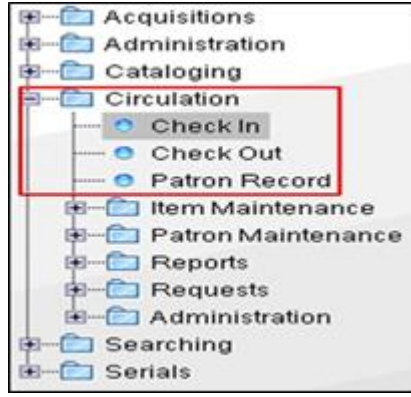 Acquisitions
Administration
Cataloging
Circulation
Check In
Check Out
Patron Record
Item Maintenance
Patron Maintenance
Reports
Requests
Administration
Searching
Serials